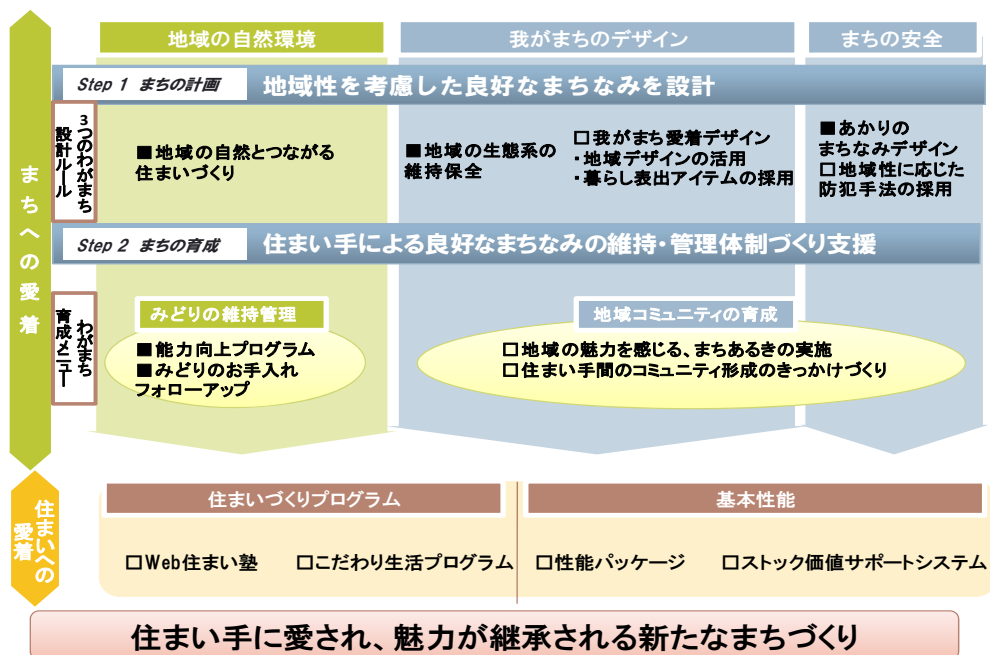 地域の自然環境
我がまちのデザイン
まちの安全
Step 1 まちの計画
地域性を考慮した良好なまちなみを設計
まちへの愛着
3つのわがまち
設計ルール
■地域の自然とつながる
住まいづくり
■地域の生態系の
維持保全
□我がまち愛着デザイン
・地域デザインの活用
・暮らし表出アイテムの採用
■あかりの
まちなみデザイン
□地域性に応じた
防犯手法の採用
Step 2 まちの育成
住まい手による良好なまちなみの維持・管理体制づくり支援
わがまち
育成メニュー
みどりの維持管理
■能力向上プログラム
■みどりのお手入れ
フォローアップ
地域コミュニティの育成
□地域の魅力を感じる、まちあるきの実施
□住まい手間のコミュニティ形成のきっかけづくり
住まいへの
愛着
住まいづくりプログラム
基本性能
□Web住まい塾
□こだわり生活プログラム
□性能パッケージ
□ストック価値サポートシステム
住まい手に愛され、魅力が継承される新たなまちづくり